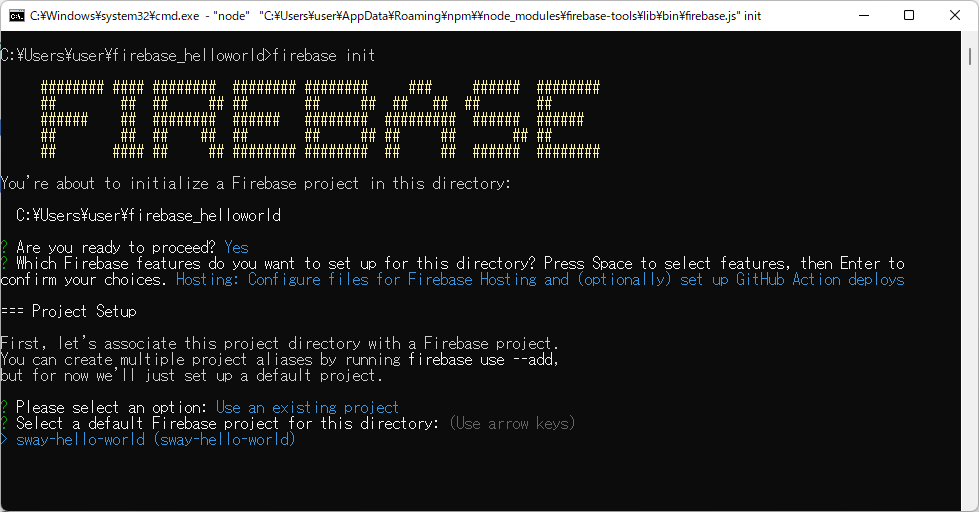 C:¥Windows¥system32¥cmd.exe - "node" "C:¥Users¥user¥AppData¥Roaming¥npm¥¥node_modules¥firebase-tools¥lib¥bin¥firebase.js" init
C:¥Users¥user¥firebase_helloworld>firebase init
FIREBASE
You're about to initialize a Firebase project in this directory:
C:¥Users¥user¥firebase_helloworld
? Are you ready to proceed? Yes
? Which Firebase features do you want to set up for this directory? Press Space to select features, then Enter to
confirm your choices. Hosting: Configure files for Firebase Hosting and (optionally) set up GitHub Action deploys
=== Project Setup
First, let's associate this project directory with a Firebase project.
You can create multiple project aliases by running firebase use --add,
but for now we'll just set up a default project.
? Please select an option: Use an existing project
? Select a default Firebase project for this directory: (Use arrow keys)
> sway-hello-world (sway-hello-world)